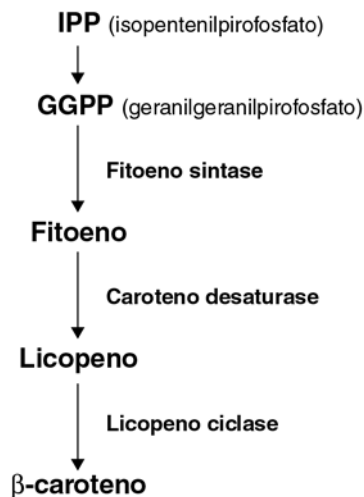 IPP (isopentenilpirofosfato)
GGPP (geranilgeranilpirofosfato)
Fitoeno sintase
Fitoeno
Caroteno desaturase
Licopeno
Licopeno ciclase
β-caroteno